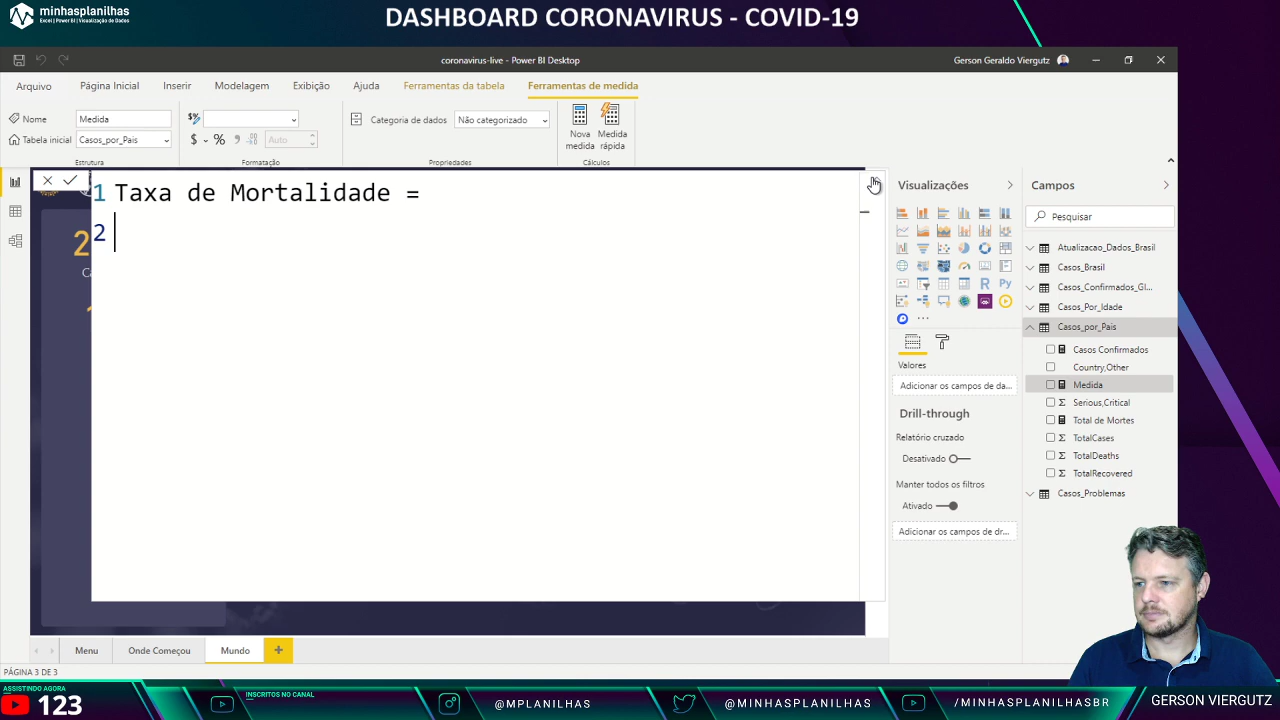 minhasplanilhas
Excel | Power BI | Visualização de Dados
DASHBOARD CORONAVIRUS - COVID-19
coronavirus-live - Power BI Desktop
Gerson Geraldo Viergutz
Arquivo
Página Inicial
Inserir
Modelagem
Exibição
Ajuda
Ferramentas da tabela
Ferramentas de medida
Nome
Medida
Tabela inicial
Casos_por_Pais
Estrutura
$ % 9
Auto
Formatação
Categoria de dados
Não categorizado
Propriedades
Nova medida
Medida rápida
Cálculos
1 Taxa de Mortalidade =
2
2
Ca
Visualizações
R
Py
...
Valores
Adicionar os campos de da...
Drill-through
Relatório cruzado
Desativado
Manter todos os filtros
Ativado
Adicionar os campos de dr...
Campos
Pesquisar
Atualizacao_Dados_Brasil
Casos_Brasil
Casos_Confirmados_Gl...
Casos_Por_Idade
Casos_por_Pais
Casos Confirmados
Country,Other
Medida
Serious,Critical
Total de Mortes
TotalCases
TotalDeaths
TotalRecovered
Casos_Problemas
Menu
Onde Começou
Mundo
+
PÁGINA 3 DE 3
ASSISTINDO AGORA
123
INSCRITOS NO CANAL
@MPLANILHAS
@MINHASPLANILHAS
/MINHASPLANILHASBR
GERSON VIERGUTZ